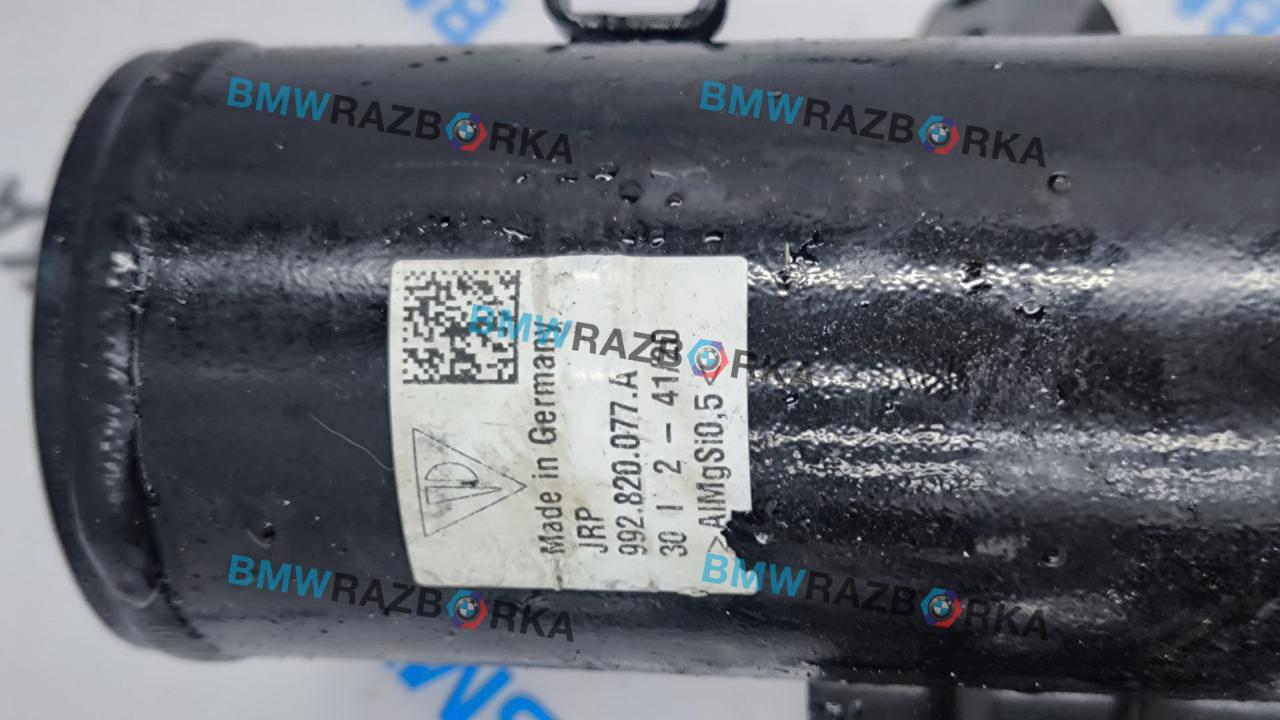 BMWRAZBORKA
BMWRAZBORKA
BMWRAZBORKA
Made in Germany
JRP
992.820.077.A
30 | 2 - 41/
>AlMgSi0,5<
BMWRAZBORKA
BMWRAZBORKA